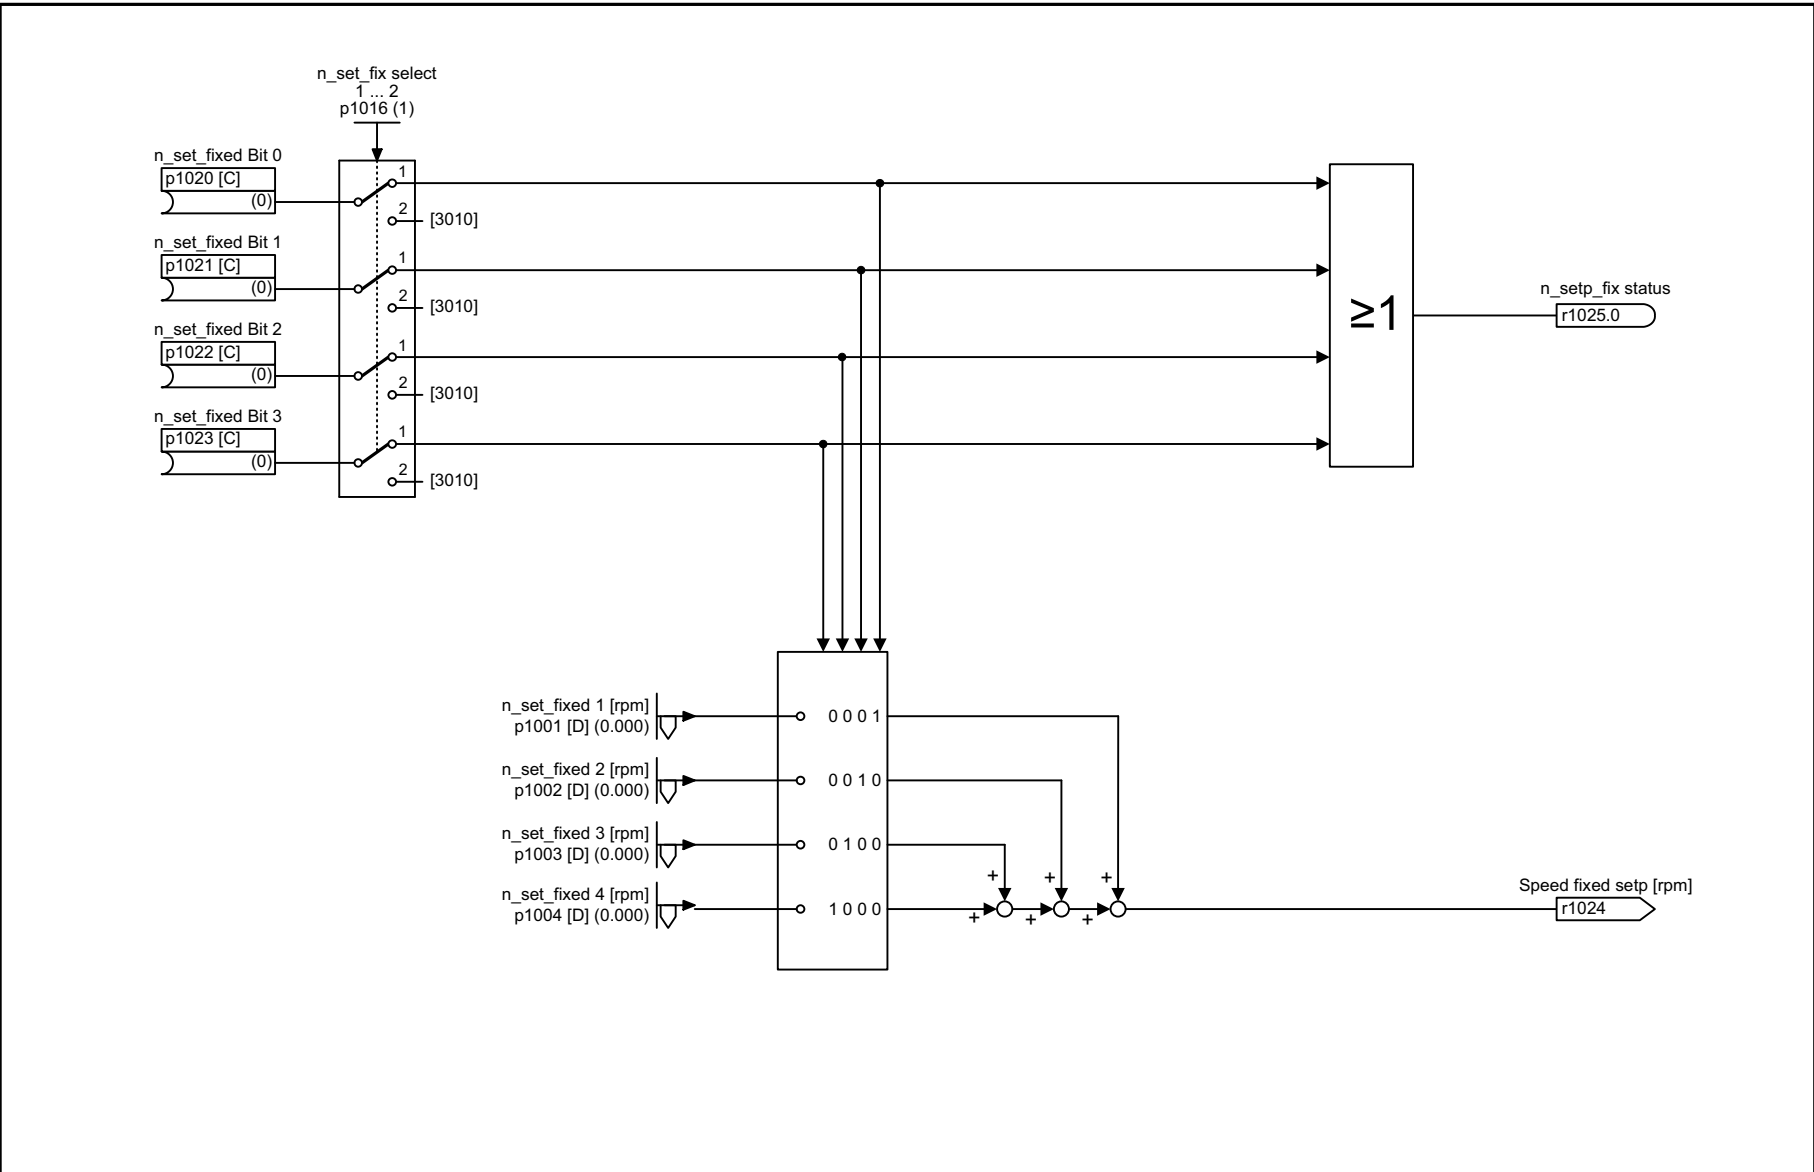 n_set_fix select
1 ... 2
p1016 (1)
n_set_fixed Bit 0
p1020 [C]
(0)
1
2
[3010]
n_set_fixed Bit 1
p1021 [C]
(0)
1
2
[3010]
n_set_fixed Bit 2
p1022 [C]
(0)
1
2
[3010]
n_set_fixed Bit 3
p1023 [C]
(0)
1
2
[3010]
≥1
n_setp_fix status
r1025.0
n_set_fixed 1 [rpm]
p1001 [D] (0.000)
0 0 0 1
n_set_fixed 2 [rpm]
p1002 [D] (0.000)
0 0 1 0
n_set_fixed 3 [rpm]
p1003 [D] (0.000)
0 1 0 0
n_set_fixed 4 [rpm]
p1004 [D] (0.000)
1 0 0 0
+ + +
+ + +
Speed fixed setp [rpm]
r1024